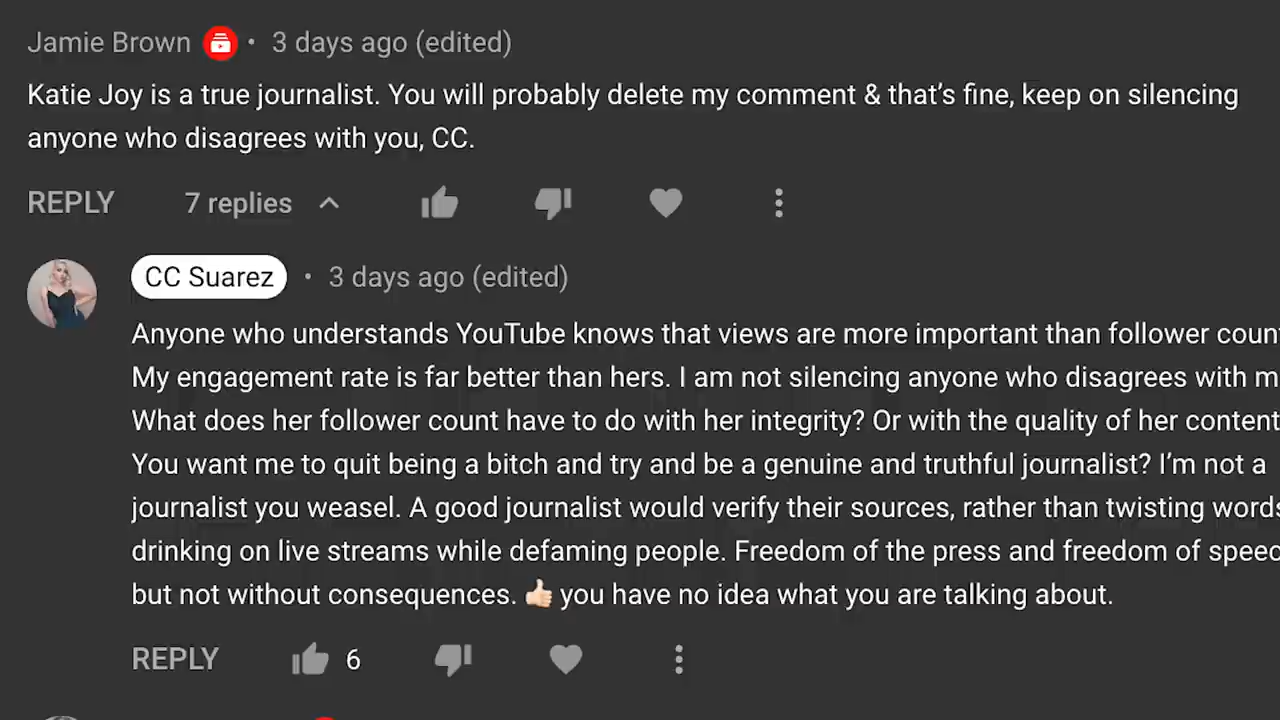 Jamie Brown • 3 days ago (edited)
Katie Joy is a true journalist. You will probably delete my comment & that's fine, keep on silencing
anyone who disagrees with you, CC.
REPLY 7 replies
CC Suarez • 3 days ago (edited)
Anyone who understands YouTube knows that views are more important than follower coun
My engagement rate is far better than hers. I am not silencing anyone who disagrees with m
What does her follower count have to do with her integrity? Or with the quality of her content
You want me to quit being a bitch and try and be a genuine and truthful journalist? I'm not a
journalist you weasel. A good journalist would verify their sources, rather than twisting words
drinking on live streams while defaming people. Freedom of the press and freedom of speec
but not without consequences. 👍🏻 you have no idea what you are talking about.
REPLY 6